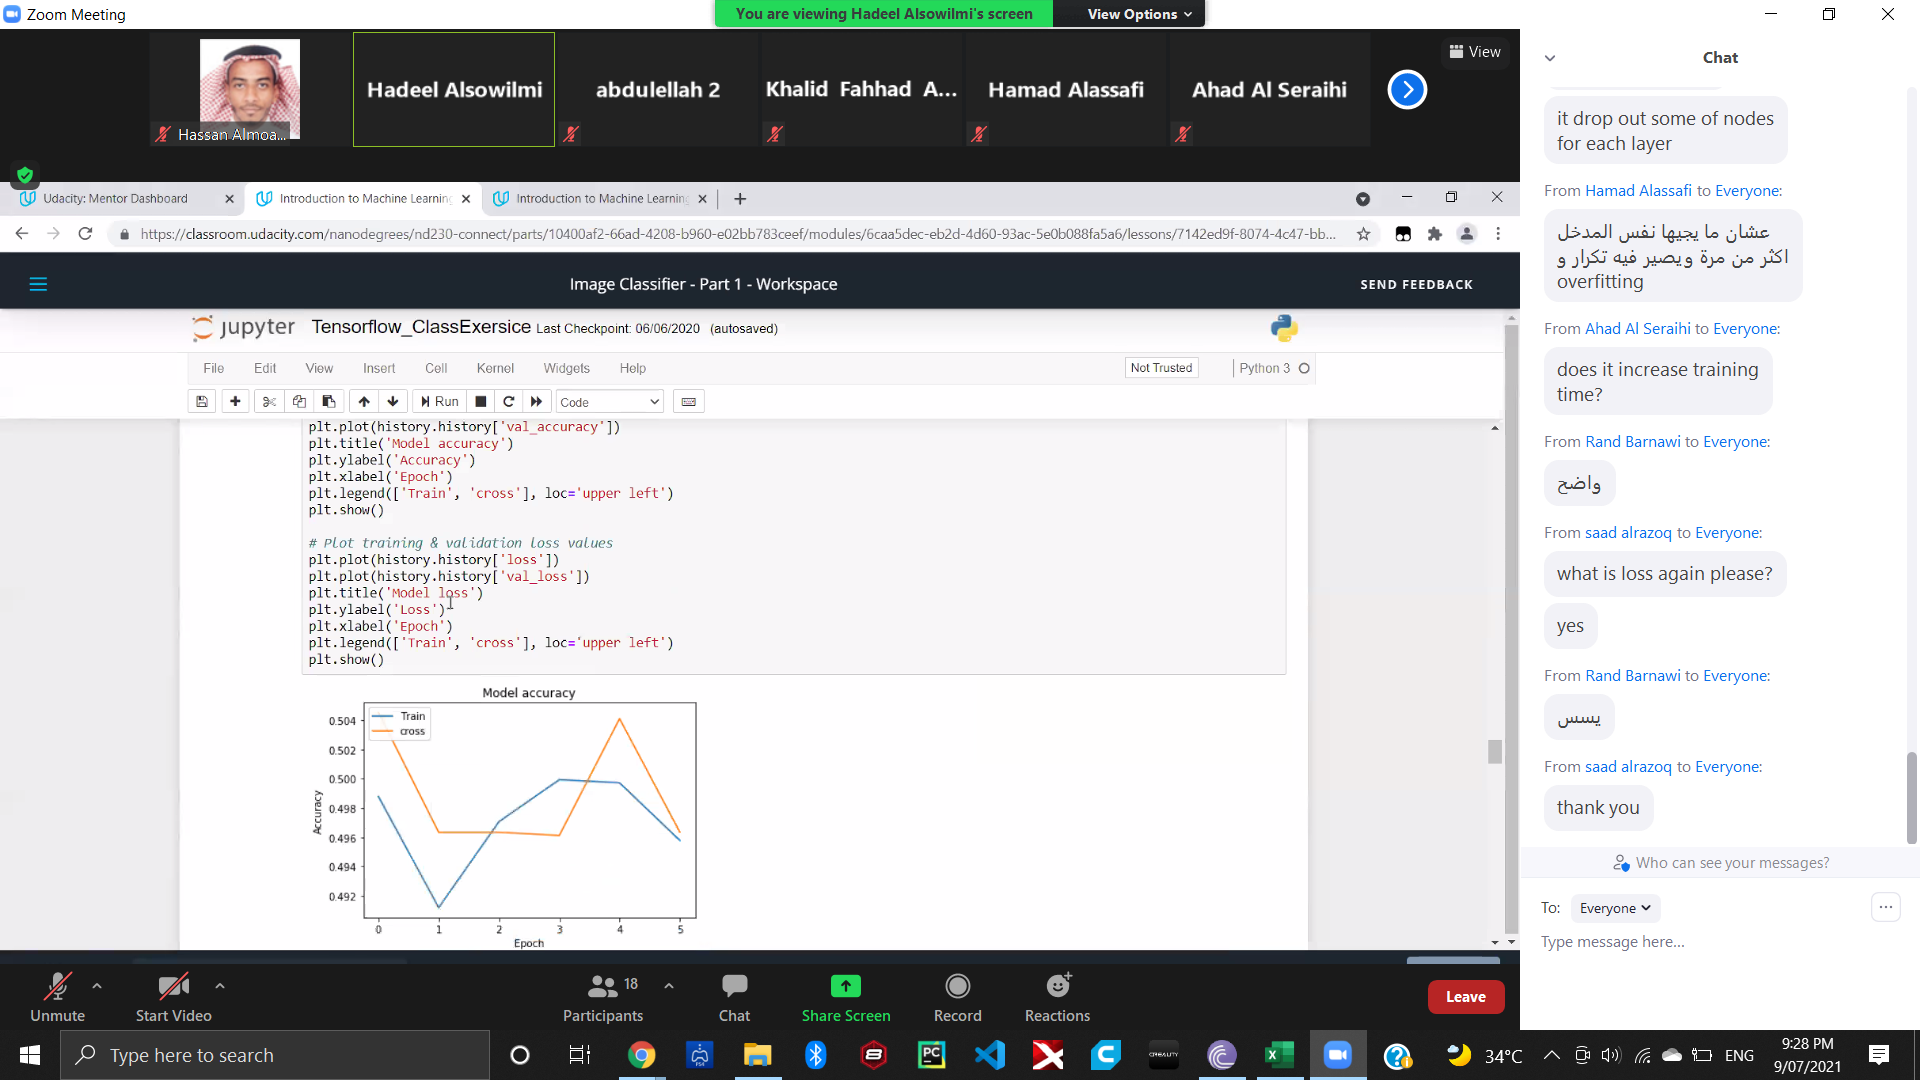 Zoom Meeting
You are viewing Hadeel Alsowilmi's screen
View Options
View
Hassan Almoa...
Hadeel Alsowilmi
abdulellah 2
Khalid Fahhad A...
Hamad Alassafi
Ahad Al Seraihi
Udacity: Mentor Dashboard
Introduction to Machine Learning
Introduction to Machine Learning
https://classroom.udacity.com/nanodegrees/nd230-connect/parts/10400af2-66ad-4208-b960-e02bb783ceef/modules/6caa5dec-eb2d-4d60-93ac-5e0b088fa5a6/lessons/7142ed9f-8074-4c47-bb...
Image Classifier - Part 1 - Workspace
SEND FEEDBACK
jupyter Tensorflow_ClassExersice Last Checkpoint: 06/06/2020 (autosaved)
File Edit View Insert Cell Kernel Widgets Help
Not Trusted
Python 3
Run
Code
plt.plot(history.history['val_accuracy'])
plt.title('Model accuracy')
plt.ylabel('Accuracy')
plt.xlabel('Epoch')
plt.legend(['Train', 'cross'], loc='upper left')
plt.show()
# Plot training & validation loss values
plt.plot(history.history['loss'])
plt.plot(history.history['val_loss'])
plt.title('Model loss')
plt.ylabel('Loss')
plt.xlabel('Epoch')
plt.legend(['Train', 'cross'], loc='upper left')
plt.show()
Model accuracy
Train
cross
0.504
0.502
0.500
0.498
0.496
0.494
0.492
Accuracy
0 1 2 3 4 5
Epoch
Chat
it drop out some of nodes
for each layer
From Hamad Alassafi to Everyone:
عشان ما يجيها نفس المدخل
اكثر من مرة ويصير فيه تكرار و
overfitting
From Ahad Al Seraihi to Everyone:
does it increase training
time?
From Rand Barnawi to Everyone:
واضح
From saad alrazoq to Everyone:
what is loss again please?
yes
From Rand Barnawi to Everyone:
يسس
From saad alrazoq to Everyone:
thank you
Who can see your messages?
To: Everyone
Type message here...
Unmute
Start Video
18
Participants
Chat
Share Screen
Record
Reactions
Leave
Type here to search
PC
CREALITY
34°C
ENG
9:28 PM
9/07/2021